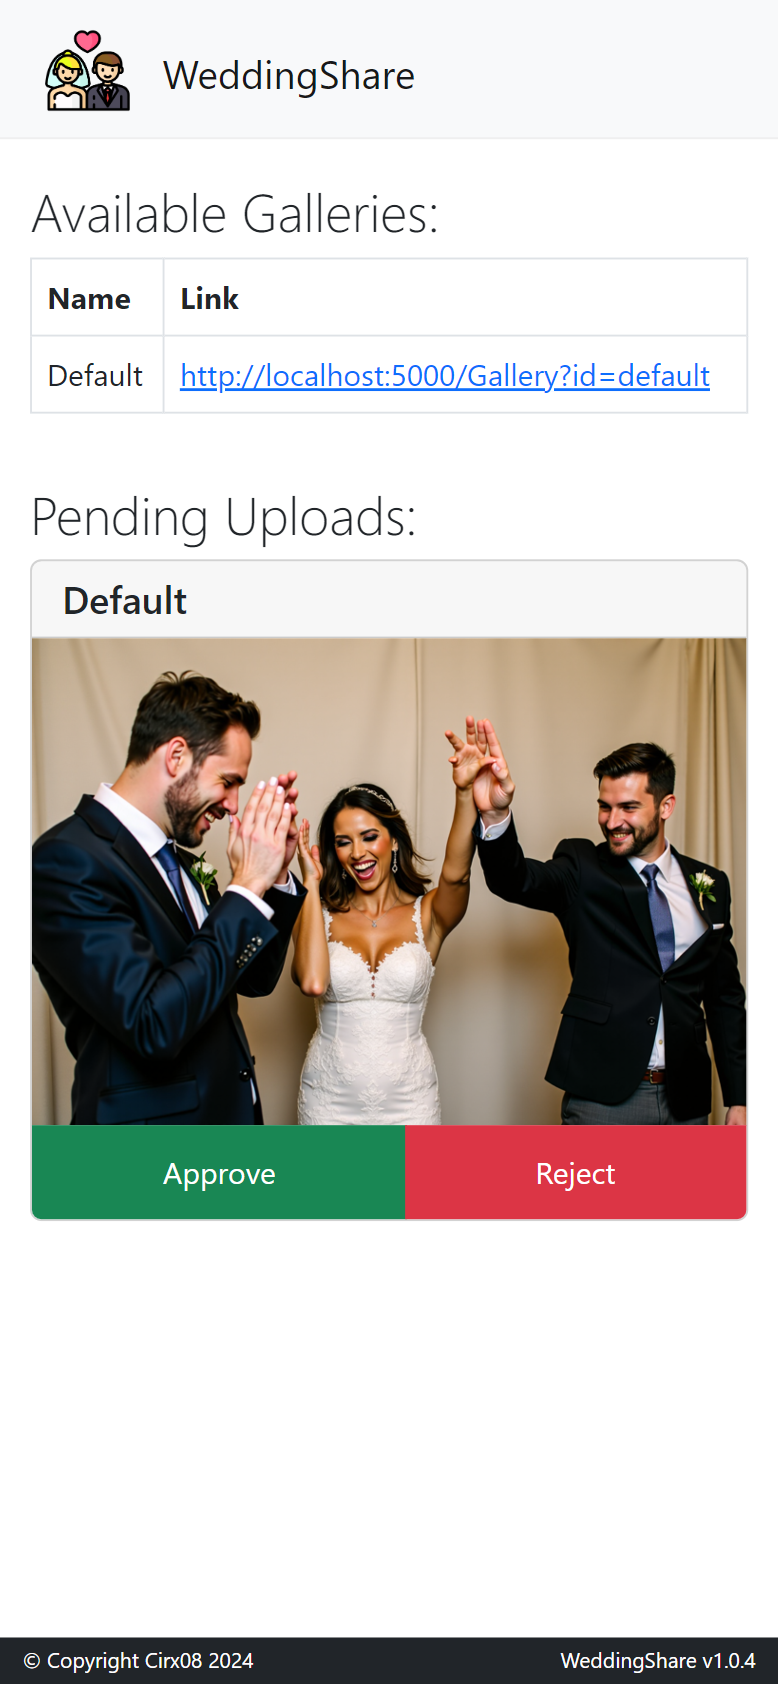 WeddingShare
Available Galleries:
Name Link
Default http://localhost:5000/Gallery?id=default
Pending Uploads:
Default
Approve Reject
© Copyright Cirx08 2024 WeddingShare v1.0.4